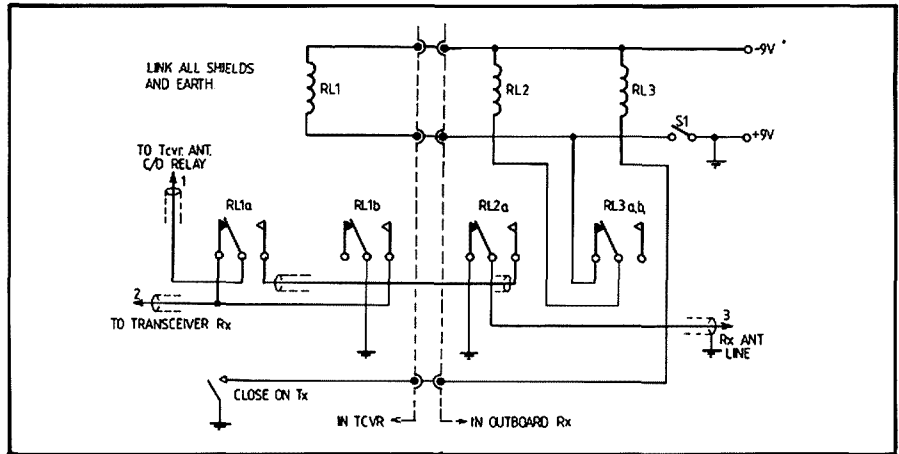 LINK ALL SHIELDS
AND EARTH
RL1
RL2
RL3
-9V
S1
+9V
TO Tcvr. ANT.
C/O RELAY
1
RL1a
RL1b
RL2a
RL3a,b,
2
TO TRANSCEIVER Rx
3
Rx ANT
LINE
CLOSE ON Tx
IN TCVR
IN OUTBOARD Rx